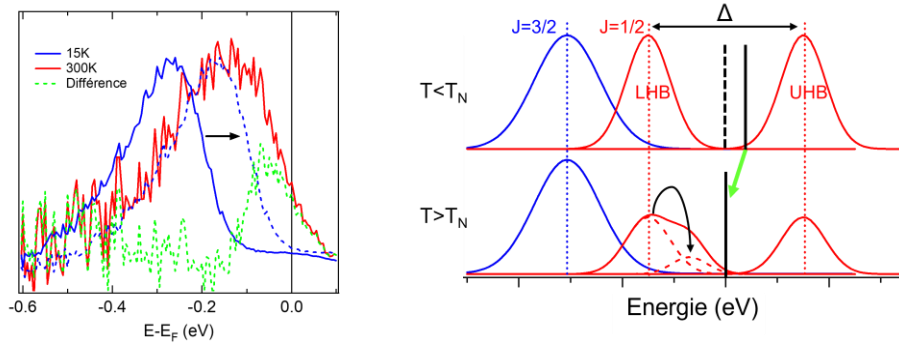 15K
300K
Différence
-0.6
-0.4
-0.2
0.0
E-E_F (eV)
Δ
J=3/2
J=1/2
T<T_N
LHB
UHB
T>T_N
Energie (eV)